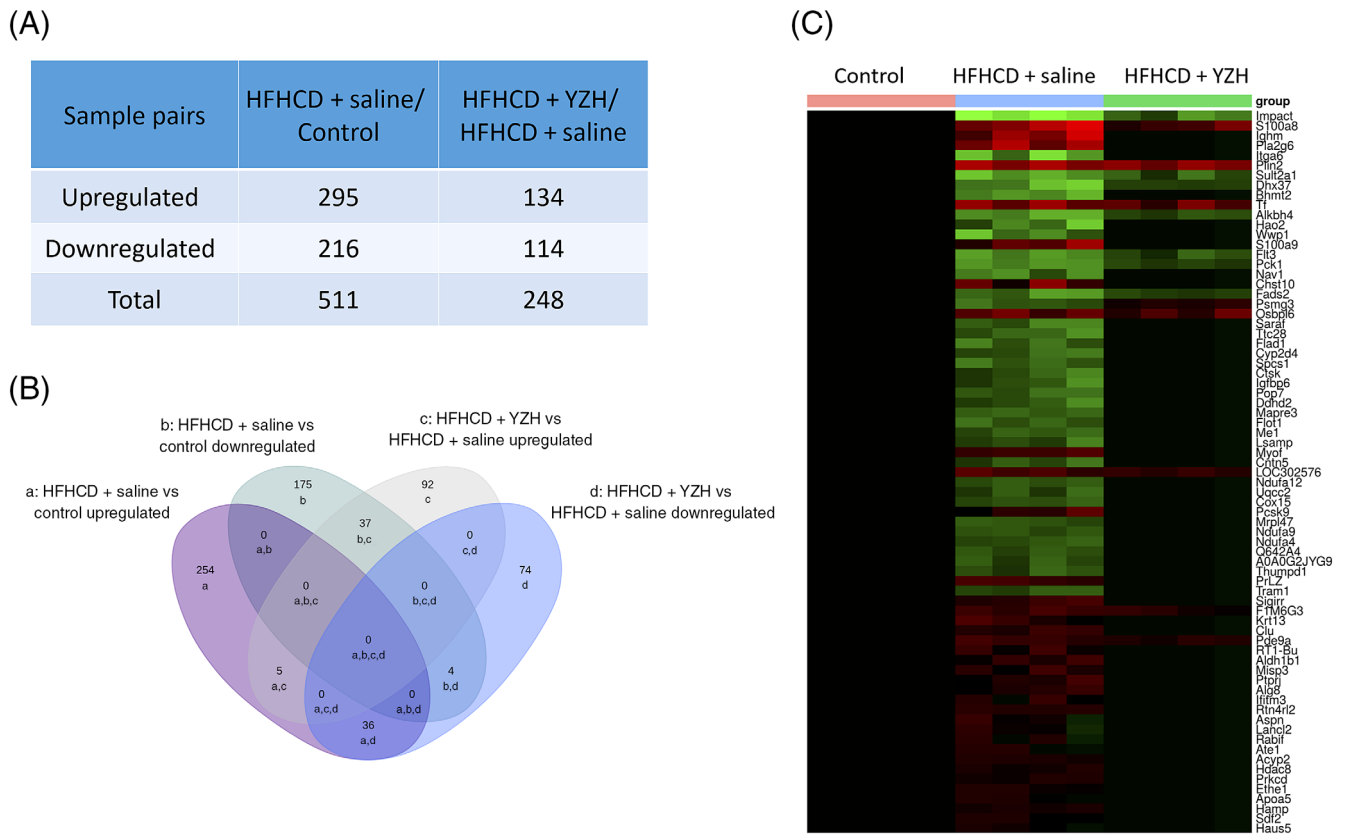 (A)
Sample pairs
HFHCD + saline/
Control
HFHCD + YZH/
HFHCD + saline
Upregulated
295
134
Downregulated
216
114
Total
511
248
(B)
b: HFHCD + saline vs
control downregulated
c: HFHCD + YZH vs
HFHCD + saline upregulated
a: HFHCD + saline vs
control upregulated
d: HFHCD + YZH vs
HFHCD + saline downregulated
175
b
92
c
37
b,c
0
a,b
0
c,d
254
a
74
d
0
a,b,c
0
b,c,d
0
a,b,c,d
5
a,c
4
b,d
0
a,c,d
0
a,b,d
36
a,d
(C)
Control
HFHCD + saline
HFHCD + YZH
group
Impact
S100a8
Ighm
Pla2g6
Itga6
Plin2
Sult2a1
Dhx37
Bhmt2
Tf
Alkbh4
Hao2
Wwp1
S100a9
Flt3
Pck1
Nav1
Chst10
Fads2
Psmg3
Osbpl6
Saraf
Ttc28
Flad1
Cyp2d4
Spcs1
Ctsk
Igfbp6
Pop7
Ddhd2
Mapre3
Flot1
Me1
Lsamp
Myof
Cntn5
LOC302576
Ndufa12
Uqcc2
Cox15
Pcsk9
Mrpl47
Ndufa9
Ndufa4
Q642A4
A0A0G2JYG9
Thumpd1
PrLZ
Tram1
Sigirr
F1M6G3
Krt13
Clu
Pde9a
RT1-Bu
Aldh1b1
Misp3
Ptprj
Alg8
Ifitm3
Rtn4rl2
Aspn
Lancl2
Rabif
Ate1
Acyp2
Hdac8
Prkcd
Ethe1
Apoa5
Hamp
Sdf2
Haus5